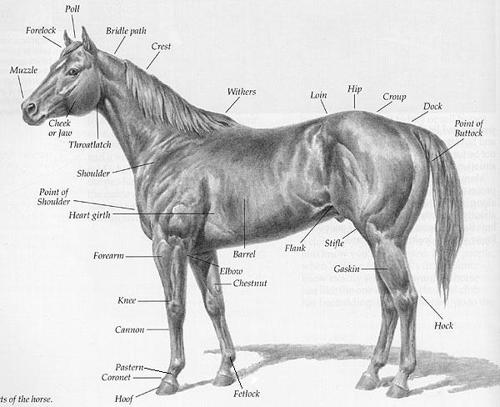 Poll
Forelock
Bridle path
Crest
Muzzle
Withers
Loin
Hip
Croup
Dock
Cheek
or Jaw
Point of
Buttock
Throatlatch
Shoulder
Point of
Shoulder
Heart girth
Barrel
Flank
Stifle
Forearm
Elbow
Gaskin
Chestnut
Knee
Hock
Cannon
Pastern
Coronet
Hoof
Fetlock
ts of the horse.